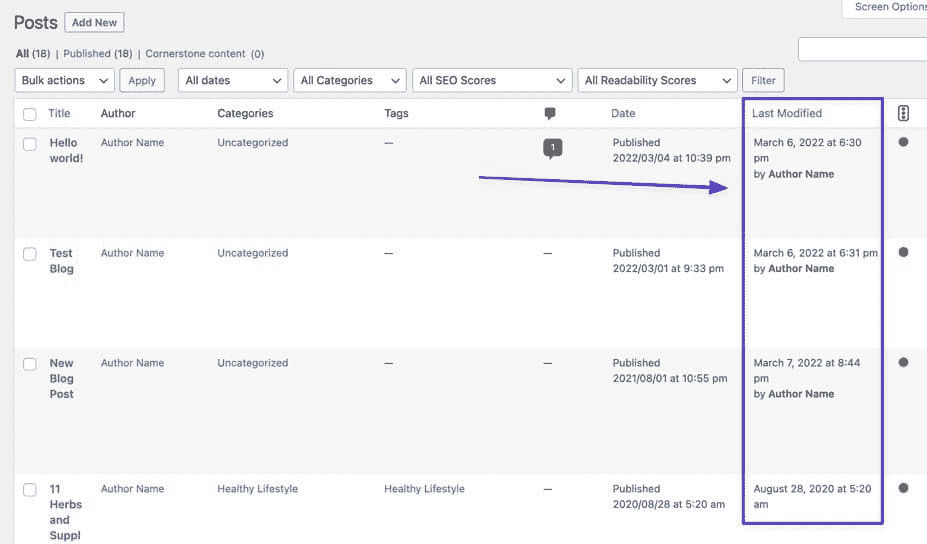 Screen Options
Posts Add New
All (18) | Published (18) | Cornerstone content (0)
Bulk actions Apply All dates All Categories All SEO Scores All Readability Scores Filter
Title Author Categories Tags Date Last Modified
Hello world! Author Name Uncategorized — 1 Published 2022/03/04 at 10:39 pm March 6, 2022 at 6:30 pm by Author Name
Test Blog Author Name Uncategorized — — Published 2022/03/01 at 9:33 pm March 6, 2022 at 6:31 pm by Author Name
New Blog Post Author Name Uncategorized — — Published 2021/08/01 at 10:55 pm March 7, 2022 at 8:44 pm by Author Name
11 Herbs and Suppl Author Name Healthy Lifestyle Healthy Lifestyle — Published 2020/08/28 at 5:20 am August 28, 2020 at 5:20 am